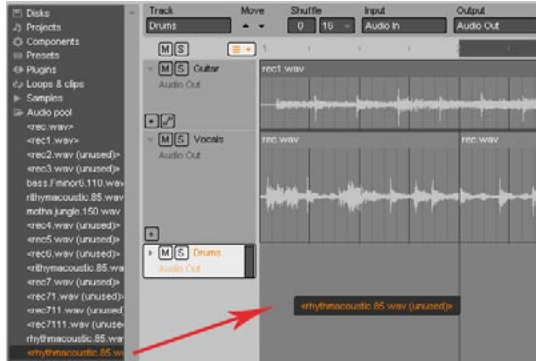 Disks
Projects
Components
Presets
Plugins
Loops & clips
Samples
Audio pool
<rec.wav>
<rec1.wav>
<rec2.wav (unused)>
<rec3.wav (unused)>
bass.Fminor6.110.wav
rithymacoustic.85.wav
motha.jungle.150.wav
<rec4.wav (unused)>
<rec5.wav (unused)>
<rec6.wav (unused)>
<rithymacoustic.85.wa
<rec7.wav (unused)>
<rec71.wav (unused)>
<rec711.wav (unused)
<rec7111.wav (unuse
rhythmacoustic.85.wa
<rhythmacoustic.85.w
Track Move Shuffle Input Output
Drums 0 16 Audio In Audio Out
M S 1
M S Guitar
Audio Out
rec1.wav
M S Vocals
Audio Out
rec.wav rec.wav
M S Drums
Audio Out
<rhythmacoustic.85.wav (unused)>